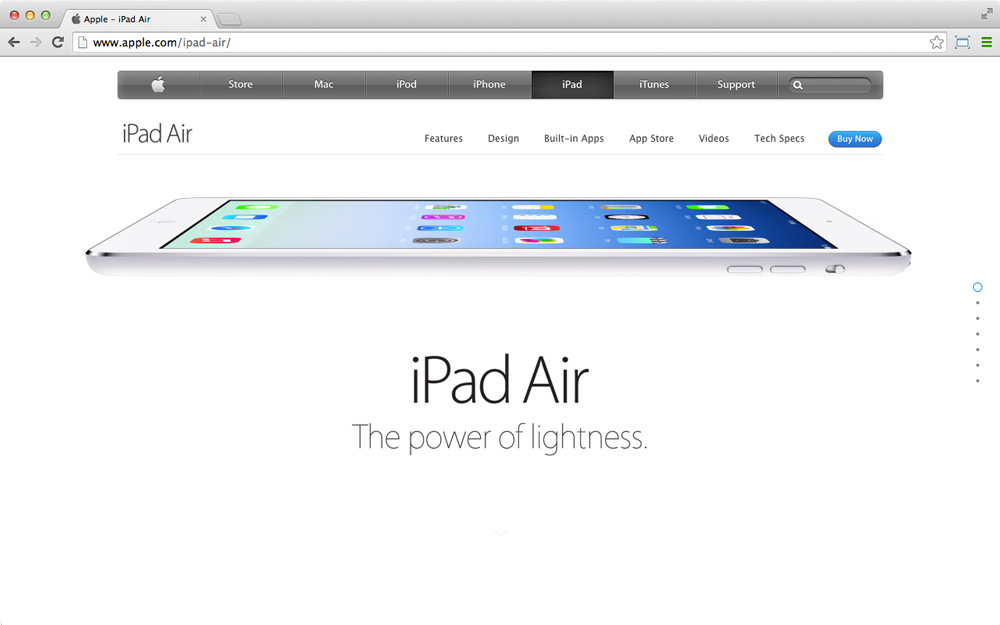 Apple - iPad Air
www.apple.com/ipad-air/
Store Mac iPod iPhone iPad iTunes Support
iPad Air
Features Design Built-in Apps App Store Videos Tech Specs Buy Now
iPad Air
The power of lightness.